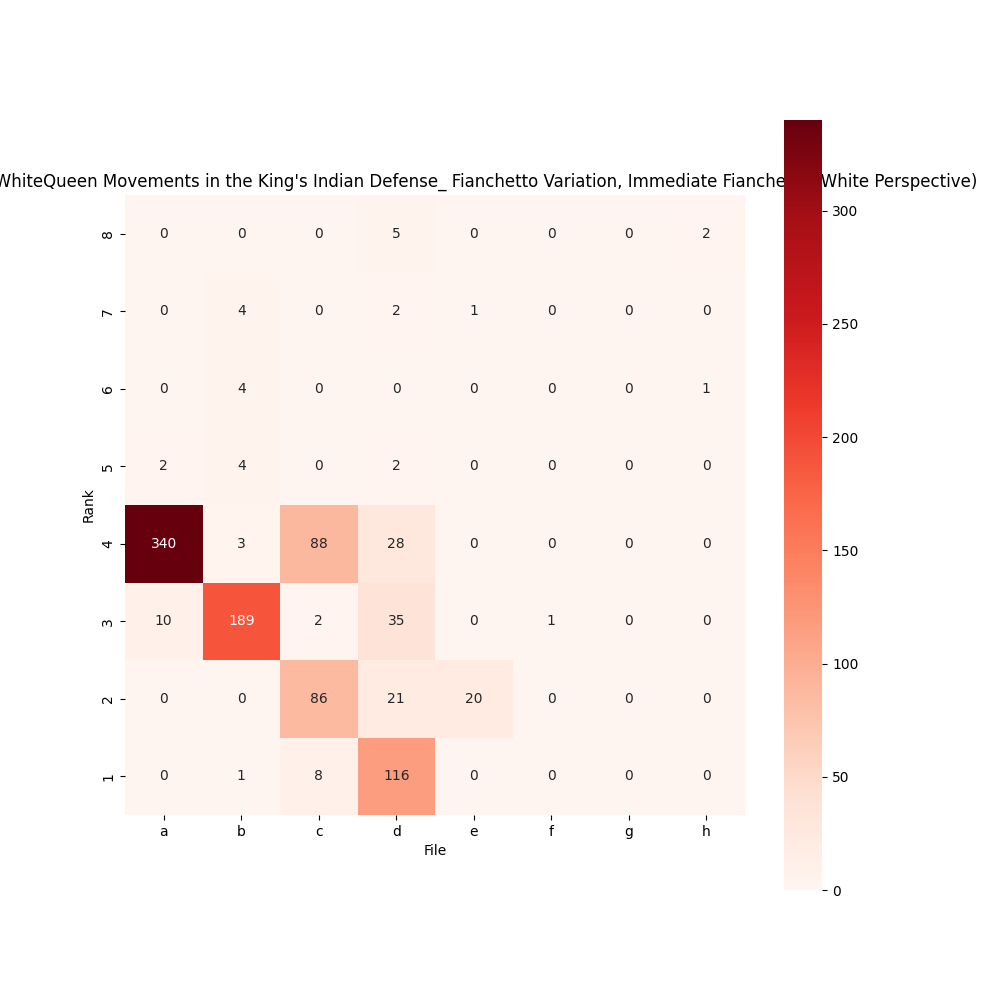 WhiteQueen Movements in the King's Indian Defense_ Fianchetto Variation, Immediate Fianche White Perspective)
8 0 0 0 5 0 0 0 2
7 0 4 0 2 1 0 0 0
6 0 4 0 0 0 0 0 1
5 2 4 0 2 0 0 0 0
4 340 3 88 28 0 0 0 0
3 10 189 2 35 0 1 0 0
2 0 0 86 21 20 0 0 0
1 0 1 8 116 0 0 0 0
a b c d e f g h
File
Rank
300
250
200
150
100
50
0